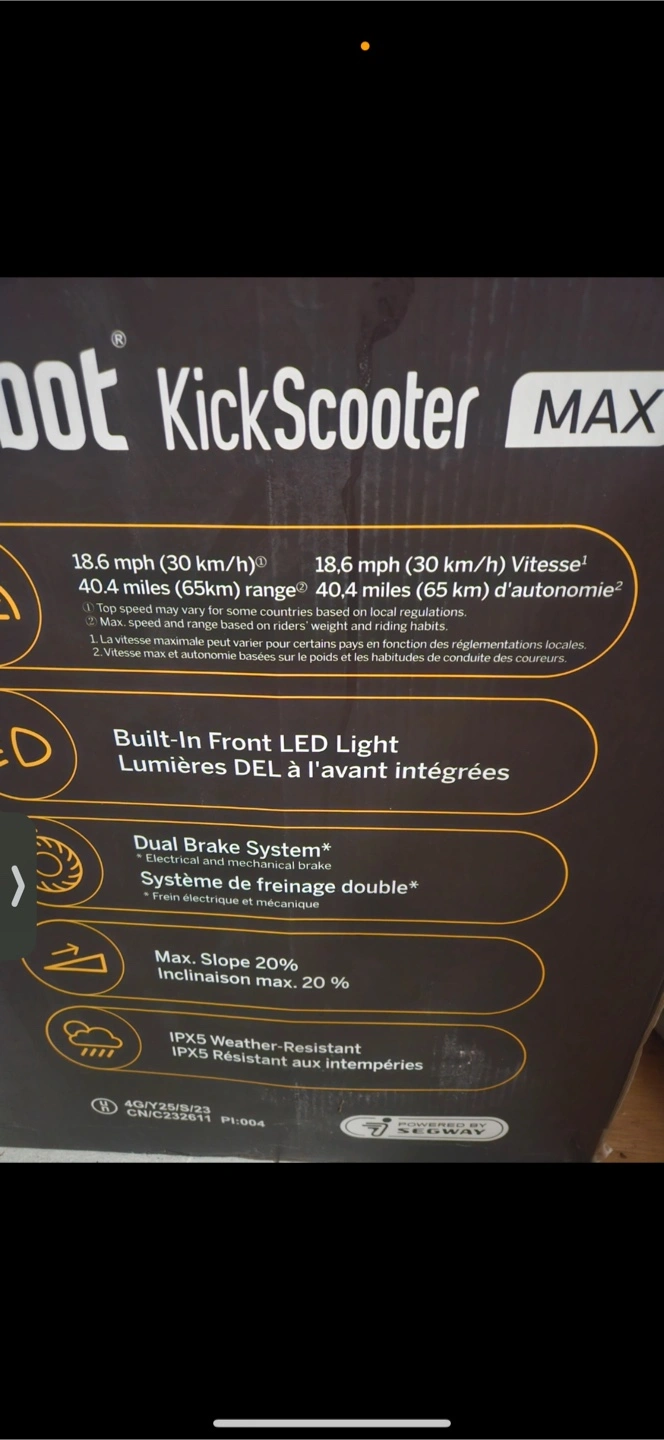 oot® KickScooter MAX
18.6 mph (30 km/h)① 18,6 mph (30 km/h) Vitesse¹
40.4 miles (65km) range② 40,4 miles (65 km) d'autonomie²
① Top speed may vary for some countries based on local regulations.
② Max. speed and range based on riders' weight and riding habits.
1. La vitesse maximale peut varier pour certains pays en fonction des réglementations locales.
2. Vitesse max et autonomie basées sur le poids et les habitudes de conduite des coureurs.
ED
Built-In Front LED Light
Lumières DEL à l'avant intégrées
Dual Brake System*
* Electrical and mechanical brake
Système de freinage double*
* Frein électrique et mécanique
Max. Slope 20%
Inclinaison max. 20 %
IPX5 Weather-Resistant
IPX5 Résistant aux intempéries
UN 4G/Y25/S/23
CN/C232611 PI:004
POWERED BY
SEGWAY